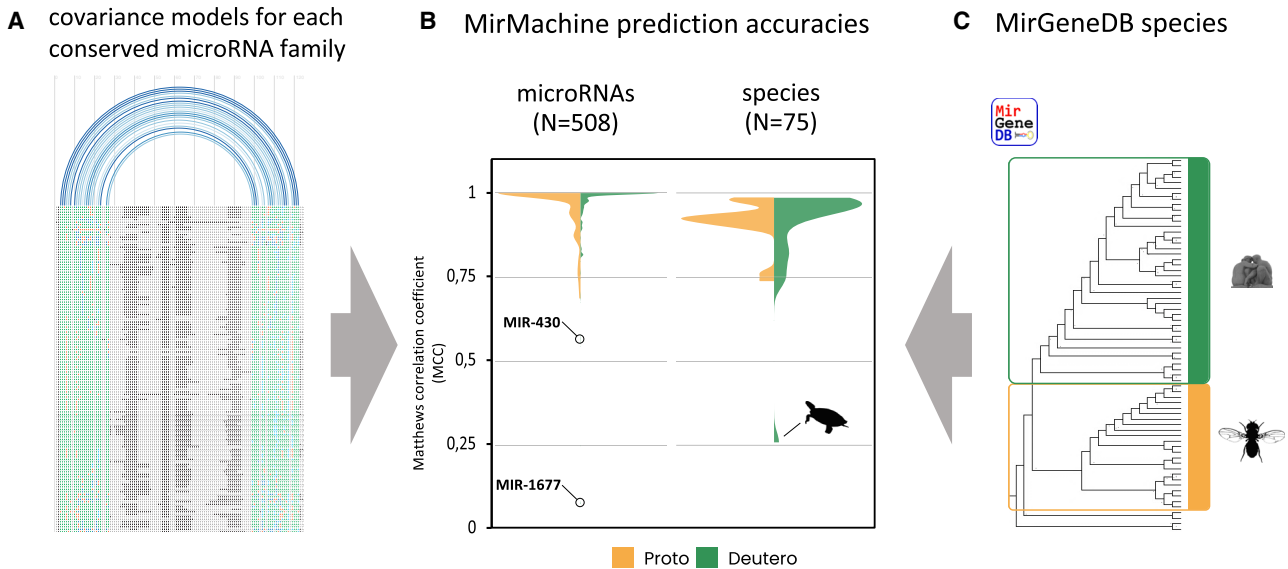 A
covariance models for each
conserved microRNA family
B
MirMachine prediction accuracies
microRNAs
(N=508)
species
(N=75)
Matthews correlation coefficient
(MCC)
1
0,75
0,5
0,25
0
MIR-430
MIR-1677
Proto
Deutero
C
MirGeneDB species
Mir
Gene
DB